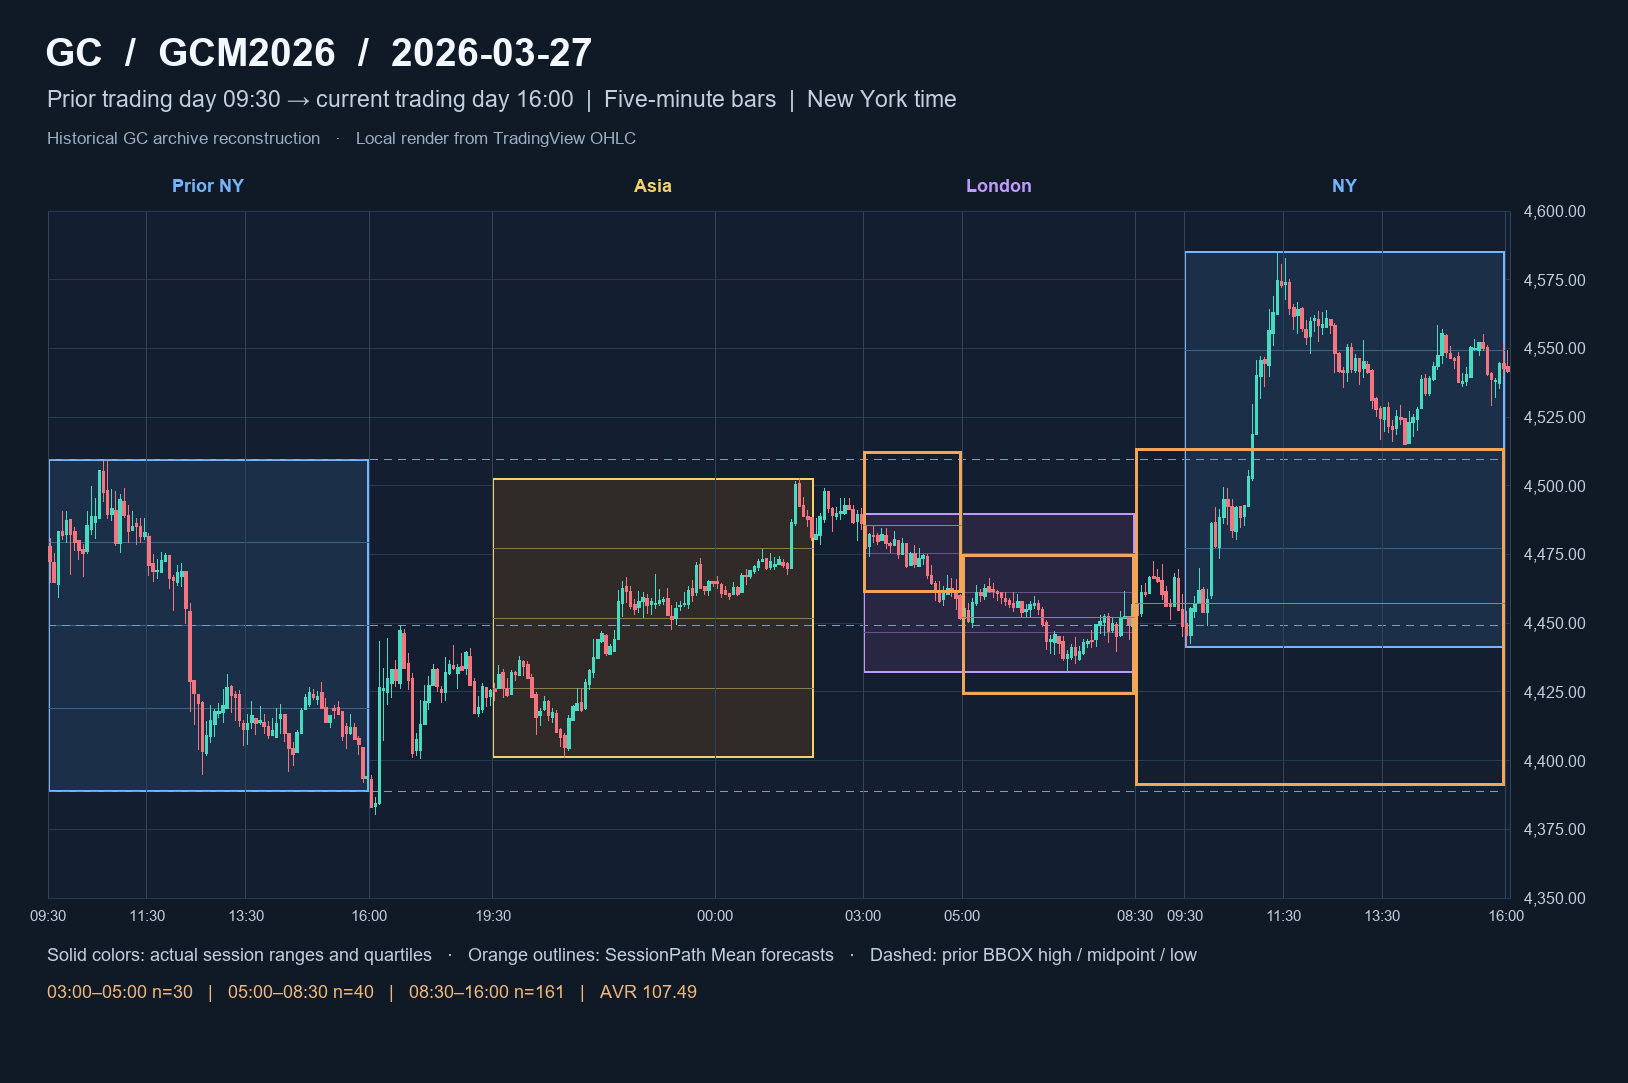 GC / GCM2026 / 2026-03-27
Prior trading day 09:30 → current trading day 16:00 | Five-minute bars | New York time
Historical GC archive reconstruction · Local render from TradingView OHLC
Prior NY Asia London NY
4,600.00
4,575.00
4,550.00
4,525.00
4,500.00
4,475.00
4,450.00
4,425.00
4,400.00
4,375.00
4,350.00
09:30 11:30 13:30 16:00 19:30 00:00 03:00 05:00 08:30 09:30 11:30 13:30 16:00
Solid colors: actual session ranges and quartiles · Orange outlines: SessionPath Mean forecasts · Dashed: prior BBOX high / midpoint / low
03:00–05:00 n=30 | 05:00–08:30 n=40 | 08:30–16:00 n=161 | AVR 107.49